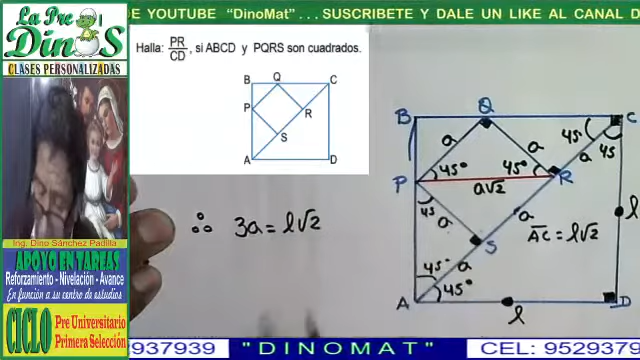 DE YOUTUBE “DinoMat”... SUSCRIBETE Y DALE UN LIKE AL CANAL D
La Pre
DinoS
CLASES PERSONALIZADAS
Halla: PR/CD, si ABCD y PQRS son cuadrados.
B Q C
P
R
S
A D
B Q C
45° 45
a a a
45° 45° R
P a√2
45
a a l
∴ 3a = l√2
S AC = l√2
45° a
45°
A l D
Ing. Dino Sánchez Padilla
APOYO EN TAREAS
Reforzamiento - Nivelación - Avance
En función a su centro de estudios
CICLO Pre Universitario
Primera Selección
937939 "DINOMAT" CEL: 9529379